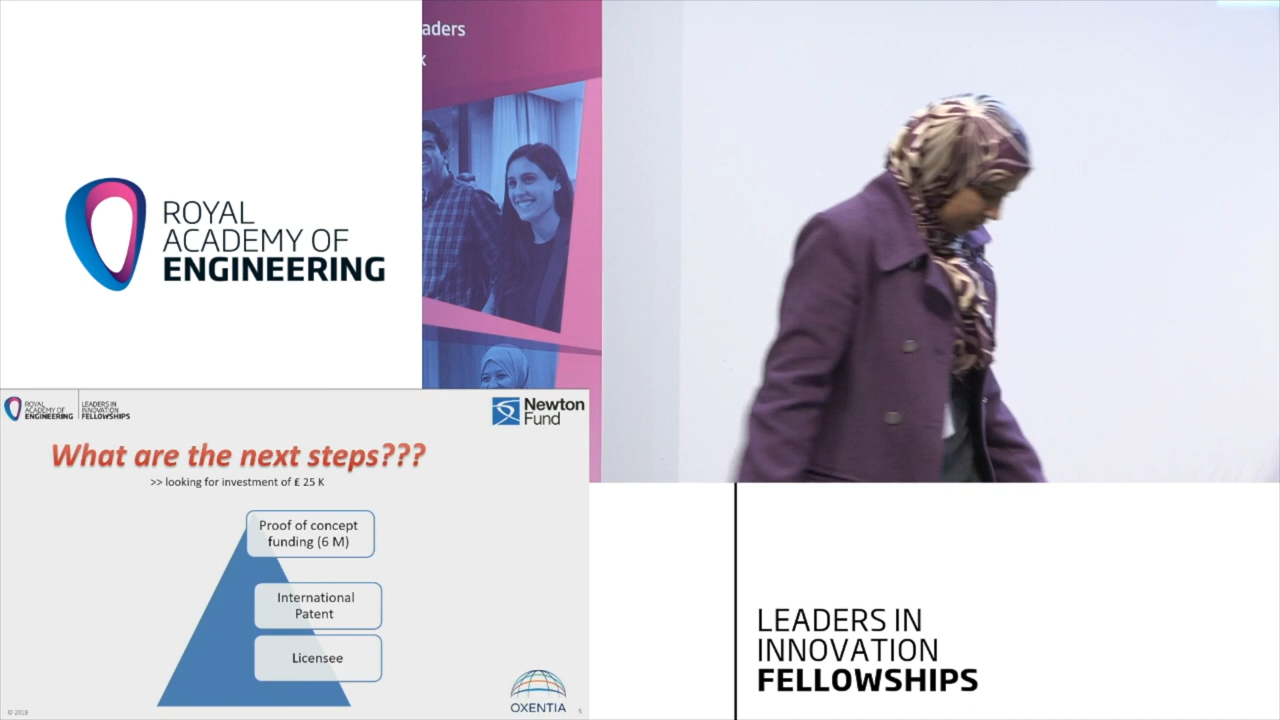 aders
x
ROYAL
ACADEMY OF
ENGINEERING
ROYAL
ACADEMY OF
ENGINEERING
LEADERS IN
INNOVATION
FELLOWSHIPS
Newton
Fund
What are the next steps???
>> looking for investment of £ 25 K
Proof of concept
funding (6 M)
International
Patent
Licensee
OXENTIA
© 2019
5
LEADERS IN
INNOVATION
FELLOWSHIPS